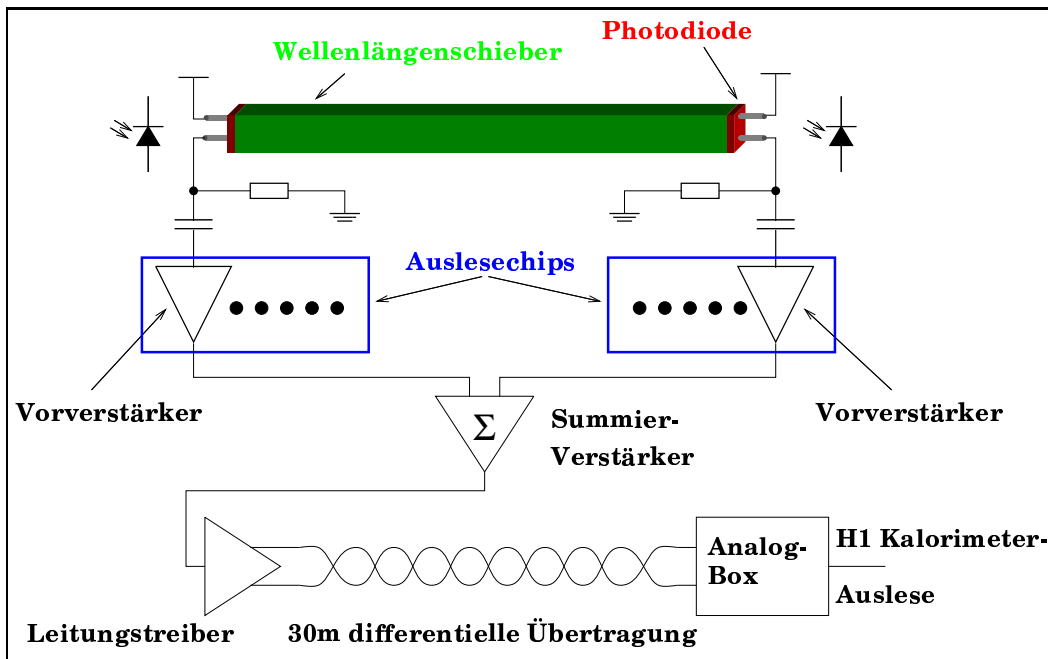 Photodiode
Wellenlängenschieber
Auslesechips
Vorverstärker
Vorverstärker
Σ
Summier-
Verstärker
Analog-
Box
H1 Kalorimeter-
Auslese
Leitungstreiber
30m differentielle Übertragung